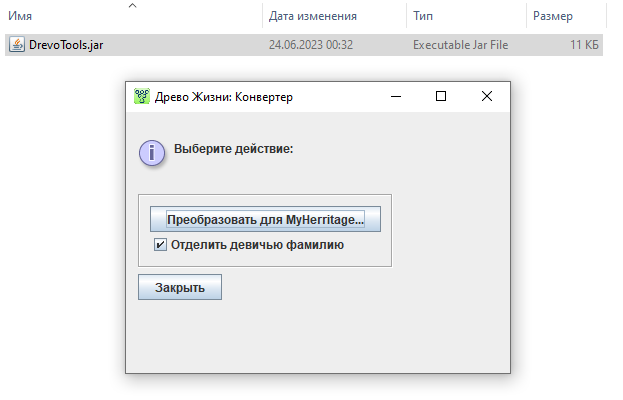 Имя Дата изменения Тип Размер
DrevoTools.jar 24.06.2023 00:32 Executable Jar File 11 КБ
Древо Жизни: Конвертер
Выберите действие:
Преобразовать для MyHerritage...
Отделить девичью фамилию
Закрыть